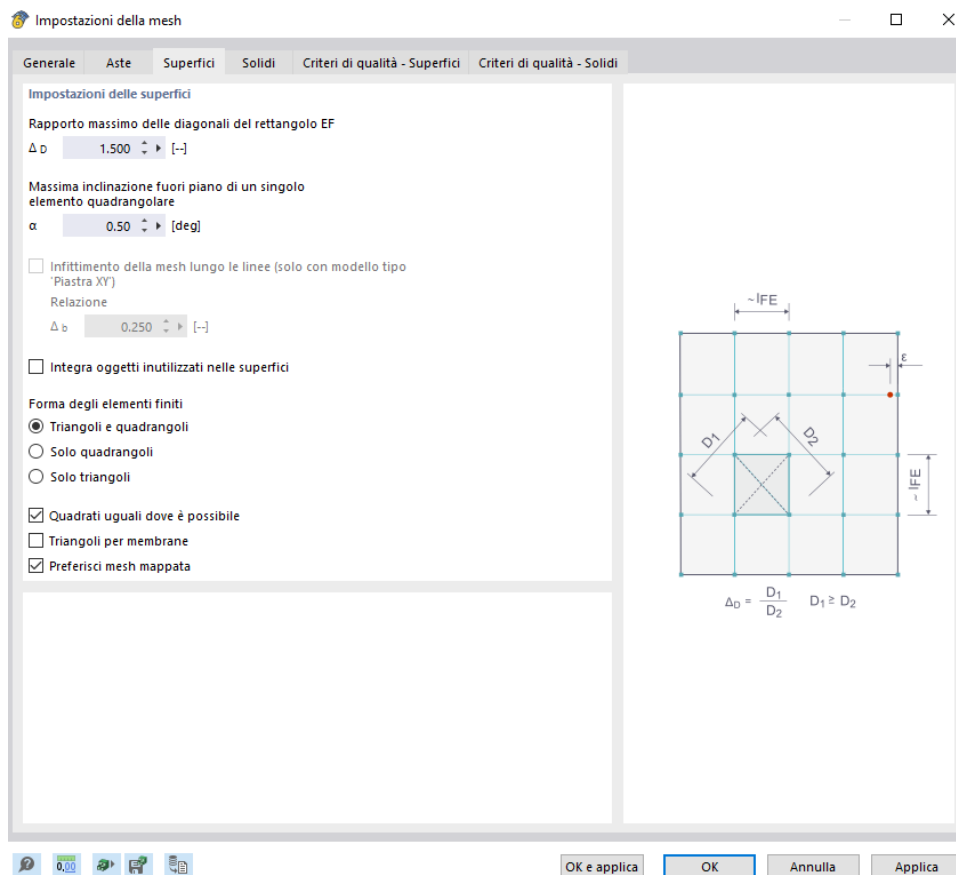 Impostazioni della mesh
Generale Aste Superfici Solidi Criteri di qualità - Superfici Criteri di qualità - Solidi
Impostazioni delle superfici
Rapporto massimo delle diagonali del rettangolo EF
Δ D 1.500 [--]
Massima inclinazione fuori piano di un singolo
elemento quadrangolare
α 0.50 [deg]
Infittimento della mesh lungo le linee (solo con modello tipo
'Piastra XY')
Relazione
Δ b 0.250 [--]
Integra oggetti inutilizzati nelle superfici
Forma degli elementi finiti
Triangoli e quadrangoli
Solo quadrangoli
Solo triangoli
Quadrati uguali dove è possibile
Triangoli per membrane
Preferisci mesh mappata
~lFE
ε
D1 D2
~ lFE
ΔD = D1 / D2 D1 ≥ D2
0,00
OK e applica OK Annulla Applica